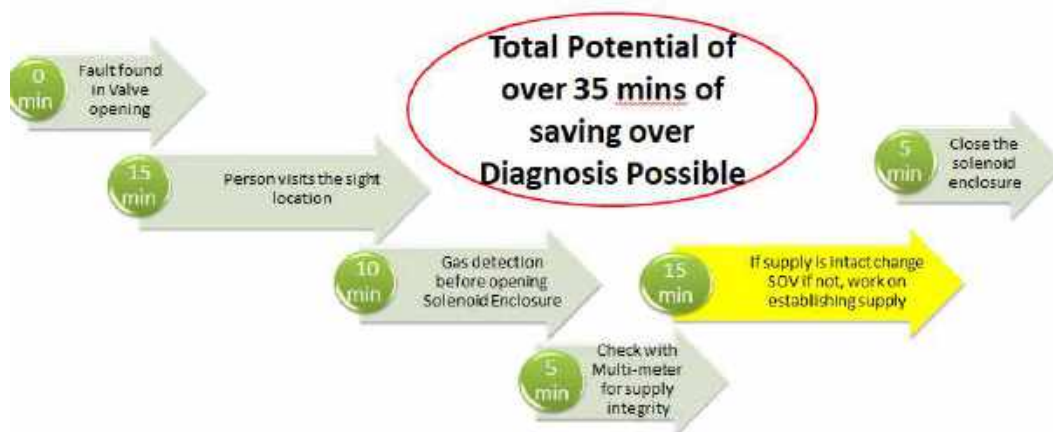 0
min
Fault found
in Valve
opening
15
min
Person visits the sight
location
10
min
Gas detection
before opening
Solenoid Enclosure
5
min
Check with
Multi-meter
for supply
integrity
15
min
If supply is intact change
SOV if not, work on
establishing supply
5
min
Close the
solenoid
enclosure
Total Potential of
over 35 mins of
saving over
Diagnosis Possible